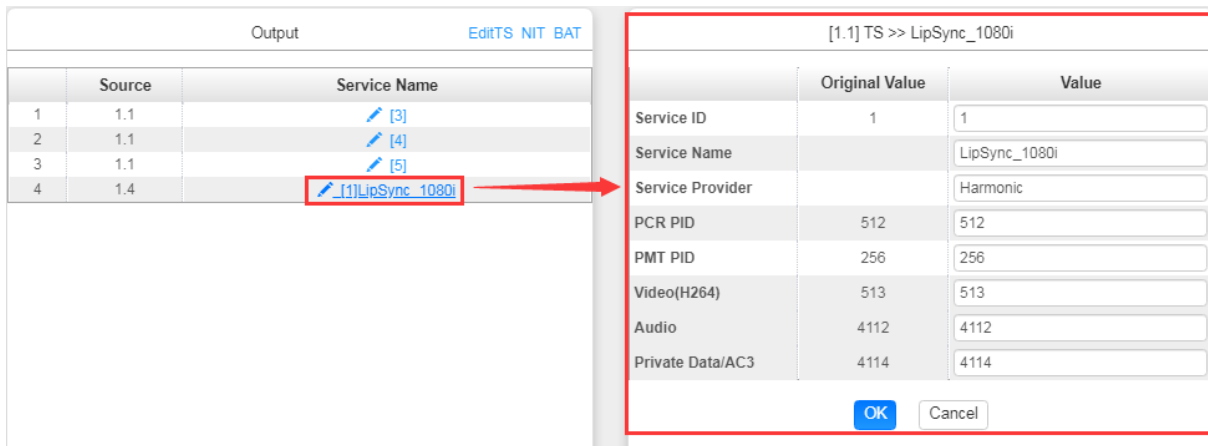 Output EditTS NIT BAT
Source Service Name
1 1.1 [3]
2 1.1 [4]
3 1.1 [5]
4 1.4 [1]LipSync_1080i
[1.1] TS >> LipSync_1080i
Original Value Value
Service ID 1 1
Service Name LipSync_1080i
Service Provider Harmonic
PCR PID 512 512
PMT PID 256 256
Video(H264) 513 513
Audio 4112 4112
Private Data/AC3 4114 4114
OK Cancel